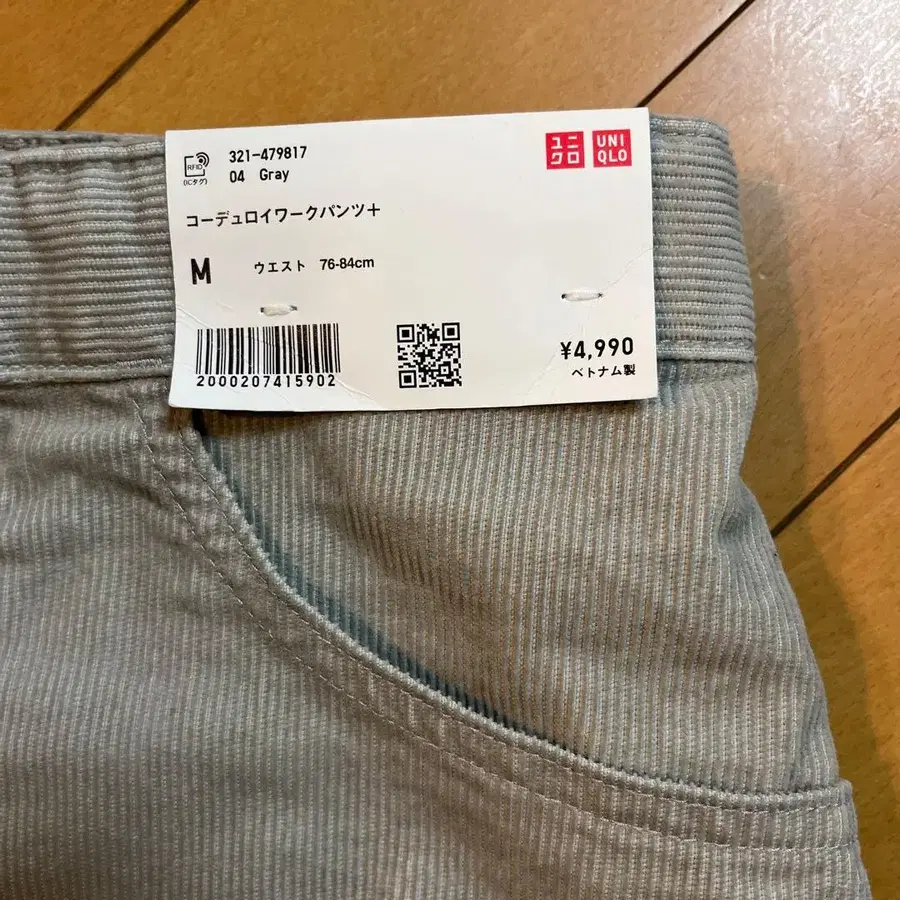 RFID
(ICタグ)
321-479817
04 Gray
ユニクロ
UNIQLO
コーデュロイワークパンツ+
M ウエスト 76-84cm
2000207415902
¥4,990
ベトナム製